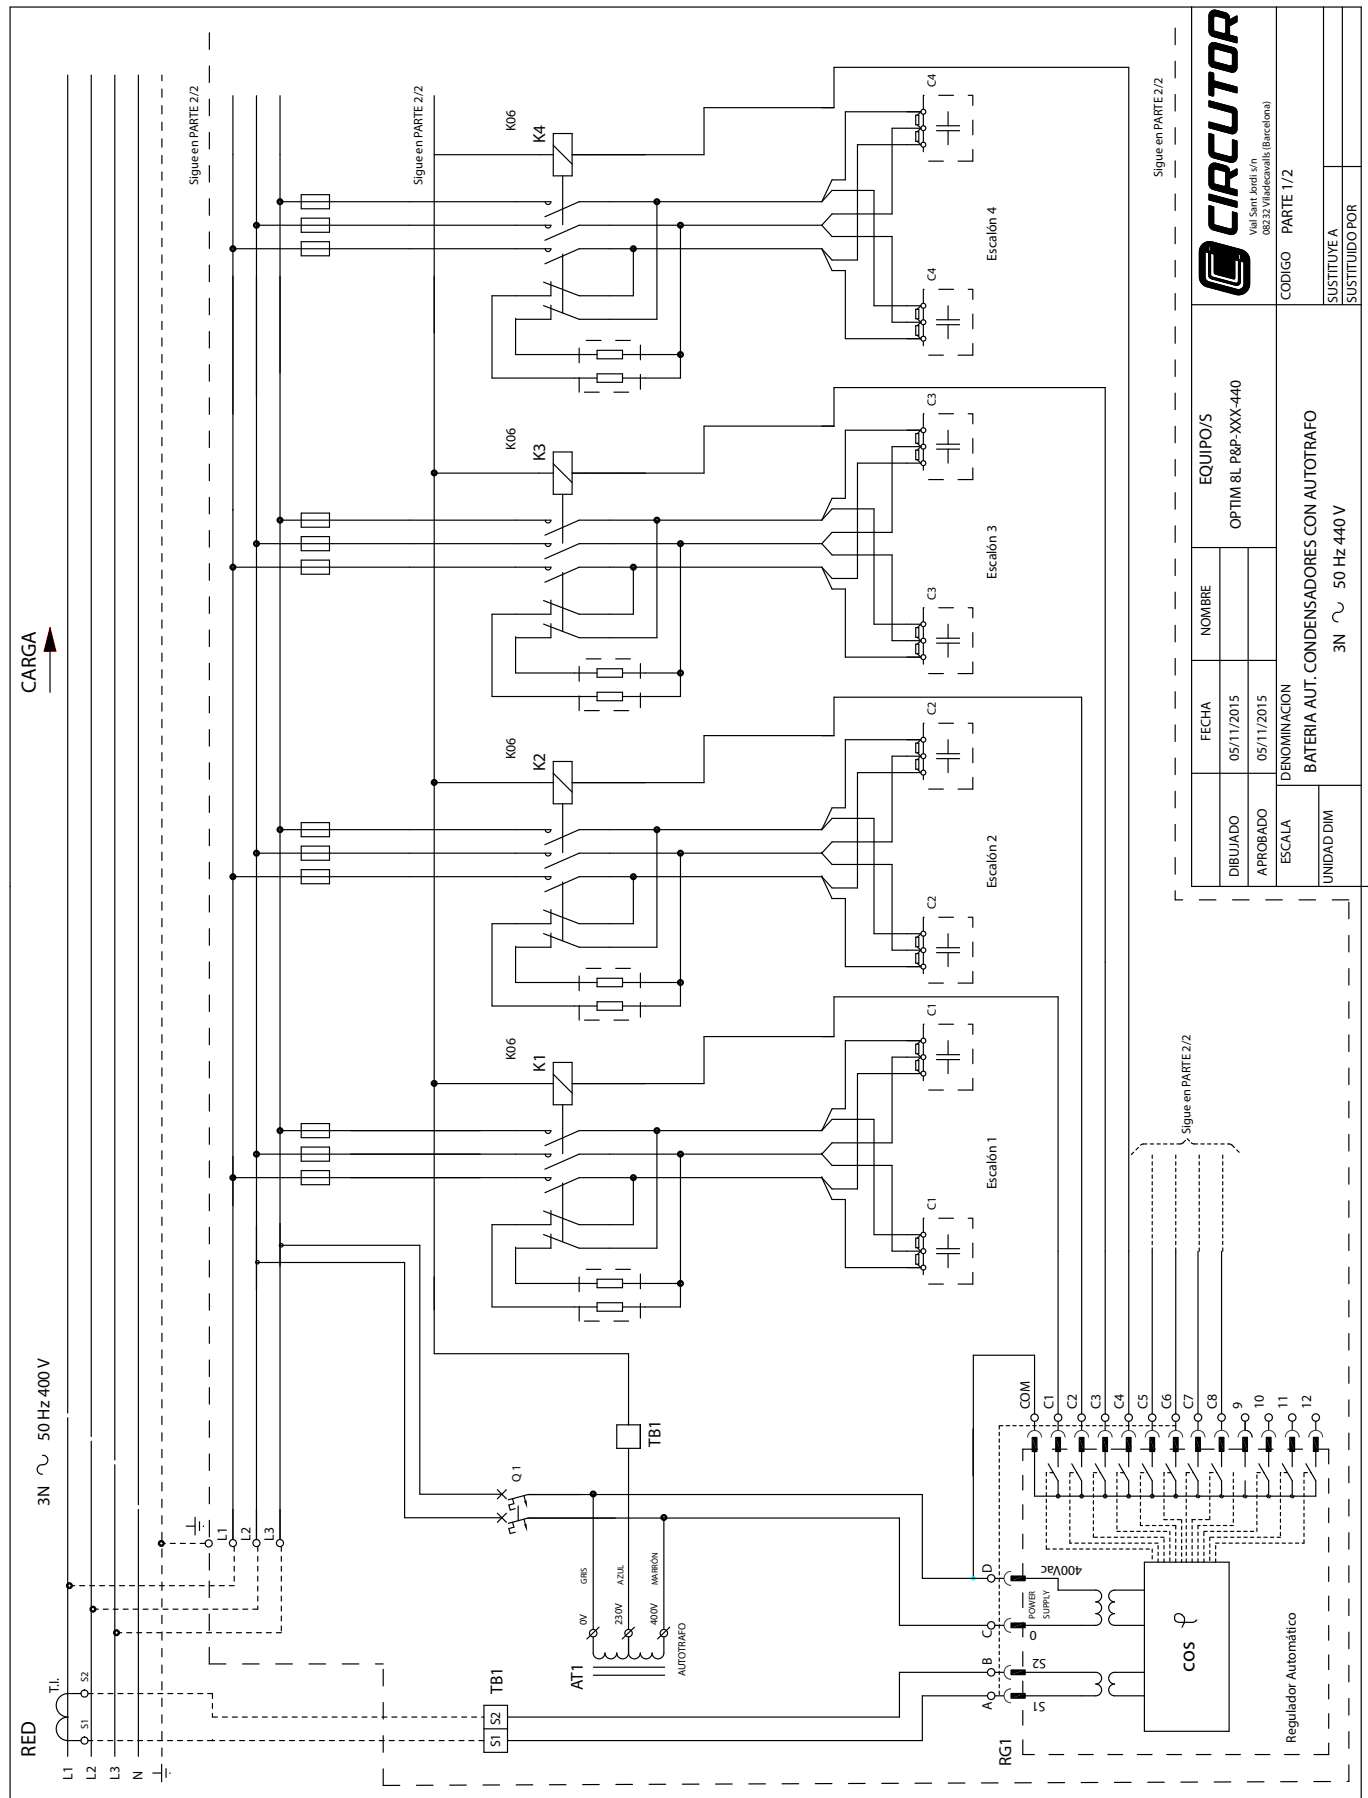 RED
3N 50 Hz 400 V
CARGA
T.I.
S1
S2
L1
L2
L3
N
L1
L2
L3
Sigue en PARTE 2/2
Sigue en PARTE 2/2
K06
K1
K06
K2
K06
K3
K06
K4
Q1
TB1
AT1
0V
GRIS
230V
AZUL
400V
MARRÓN
AUTOTRAFO
TB1
S1
S2
C1
C1
C2
C2
C3
C3
C4
C4
Escalón 1
Escalón 2
Escalón 3
Escalón 4
RG1
A
B
C
D
S1
S2
0
POWER
SUPPLY
400Vac
COM
C1
C2
C3
C4
C5
C6
C7
C8
9
10
11
12
Sigue en PARTE 2/2
Sigue en PARTE 2/2
COS φ
Regulador Automático
FECHA
NOMBRE
EQUIPO/S
DIBUJADO
05/11/2015
OPTIM 8L P&P-XXX-440
APROBADO
05/11/2015
CIRCUTOR
Vial Sant Jordi s/n
08232 Viladecavalls (Barcelona)
ESCALA
DENOMINACION
BATERIA AUT. CONDENSADORES CON AUTOTRAFO
3N 50 Hz 440 V
CODIGO PARTE 1/2
UNIDAD DIM
SUSTITUYE A
SUSTITUIDO POR